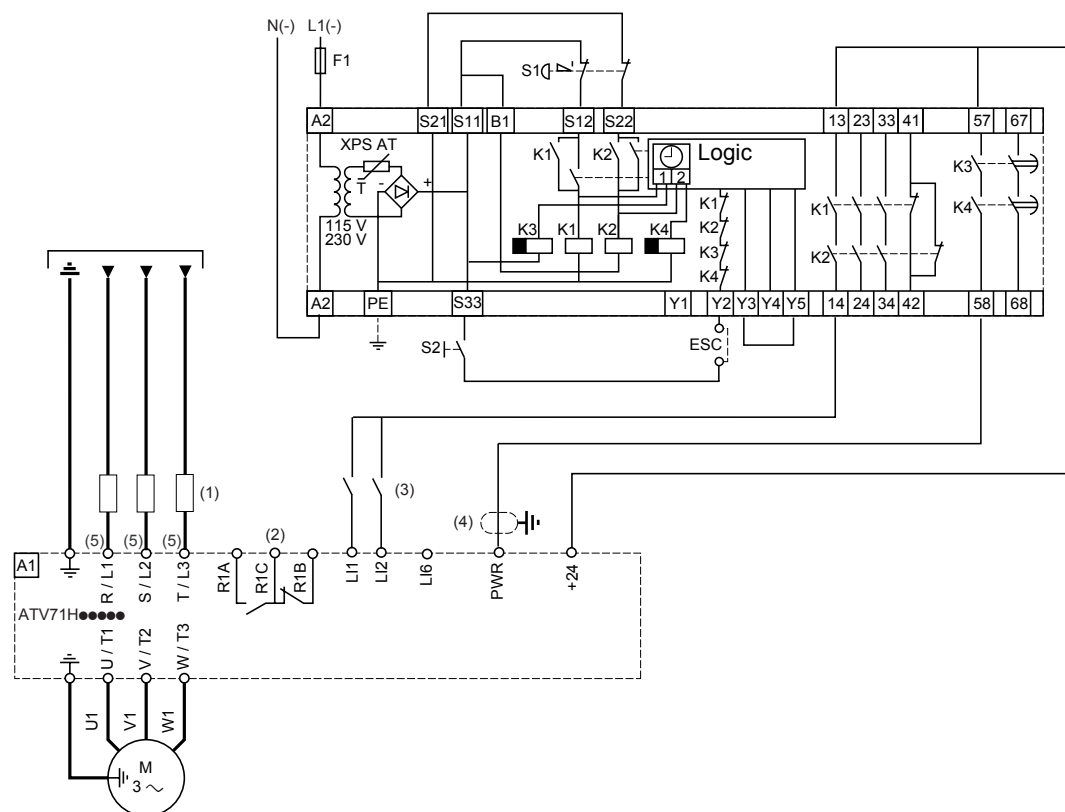 N(-) L1(-)
F1
S1
A2 S21 S11 B1 S12 S22 13 23 33 41 57 67
XPS AT
T
- +
115 V
230 V
K1 K2
Logic
1 2
K3 K1 K2 K4
K1
K2
K3
K4
K1
K2
K3
K4
A2 PE S33 Y1 Y2 Y3 Y4 Y5 14 24 34 42 58 68
S2
ESC
(1)
(3)
(4)
(5) (5) (5)
(2)
A1
R / L1
S / L2
T / L3
R1A
R1C
R1B
LI1
LI2
LI6
PWR
+24
ATV71H●●●●●
U / T1
V / T2
W / T3
U1
V1
W1
M
3 ~